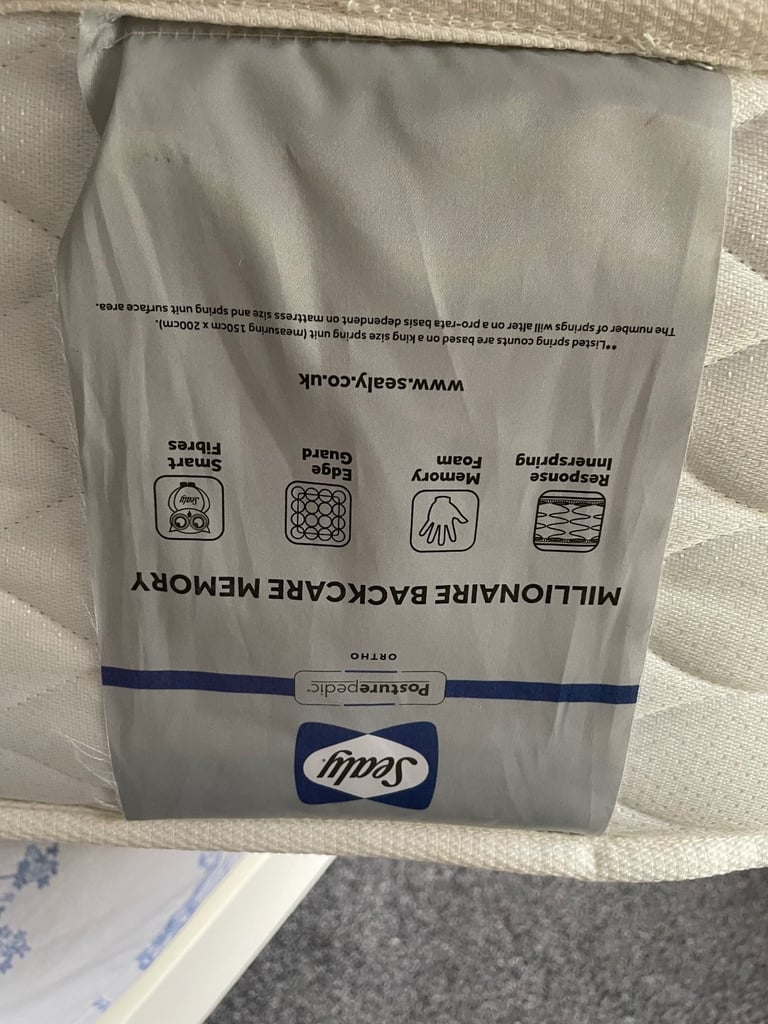 Sealy
Posturepedic
ORTHO
MILLIONAIRE BACKCARE MEMORY
Sealy
Response
Innerspring
Memory
Foam
Edge
Guard
Smart
Fibres
www.sealy.co.uk
**Listed spring counts are based on a king size spring unit (measuring 150cm x 200cm).
The number of springs will alter on a pro-rata basis dependent on mattress size and spring unit surface area.